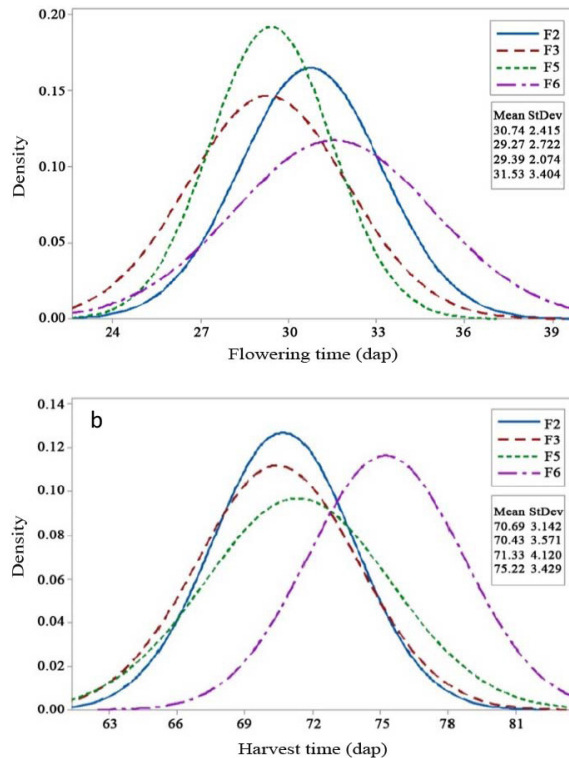 0.20
0.15
0.10
0.05
0.00
Density
F2
F3
F5
F6
Mean StDev
30.74 2.415
29.27 2.722
29.39 2.074
31.53 3.404
24 27 30 33 36 39
Flowering time (dap)
b
0.14
0.12
0.10
0.08
0.06
0.04
0.02
0.00
Density
F2
F3
F5
F6
Mean StDev
70.69 3.142
70.43 3.571
71.33 4.120
75.22 3.429
63 66 69 72 75 78 81
Harvest time (dap)